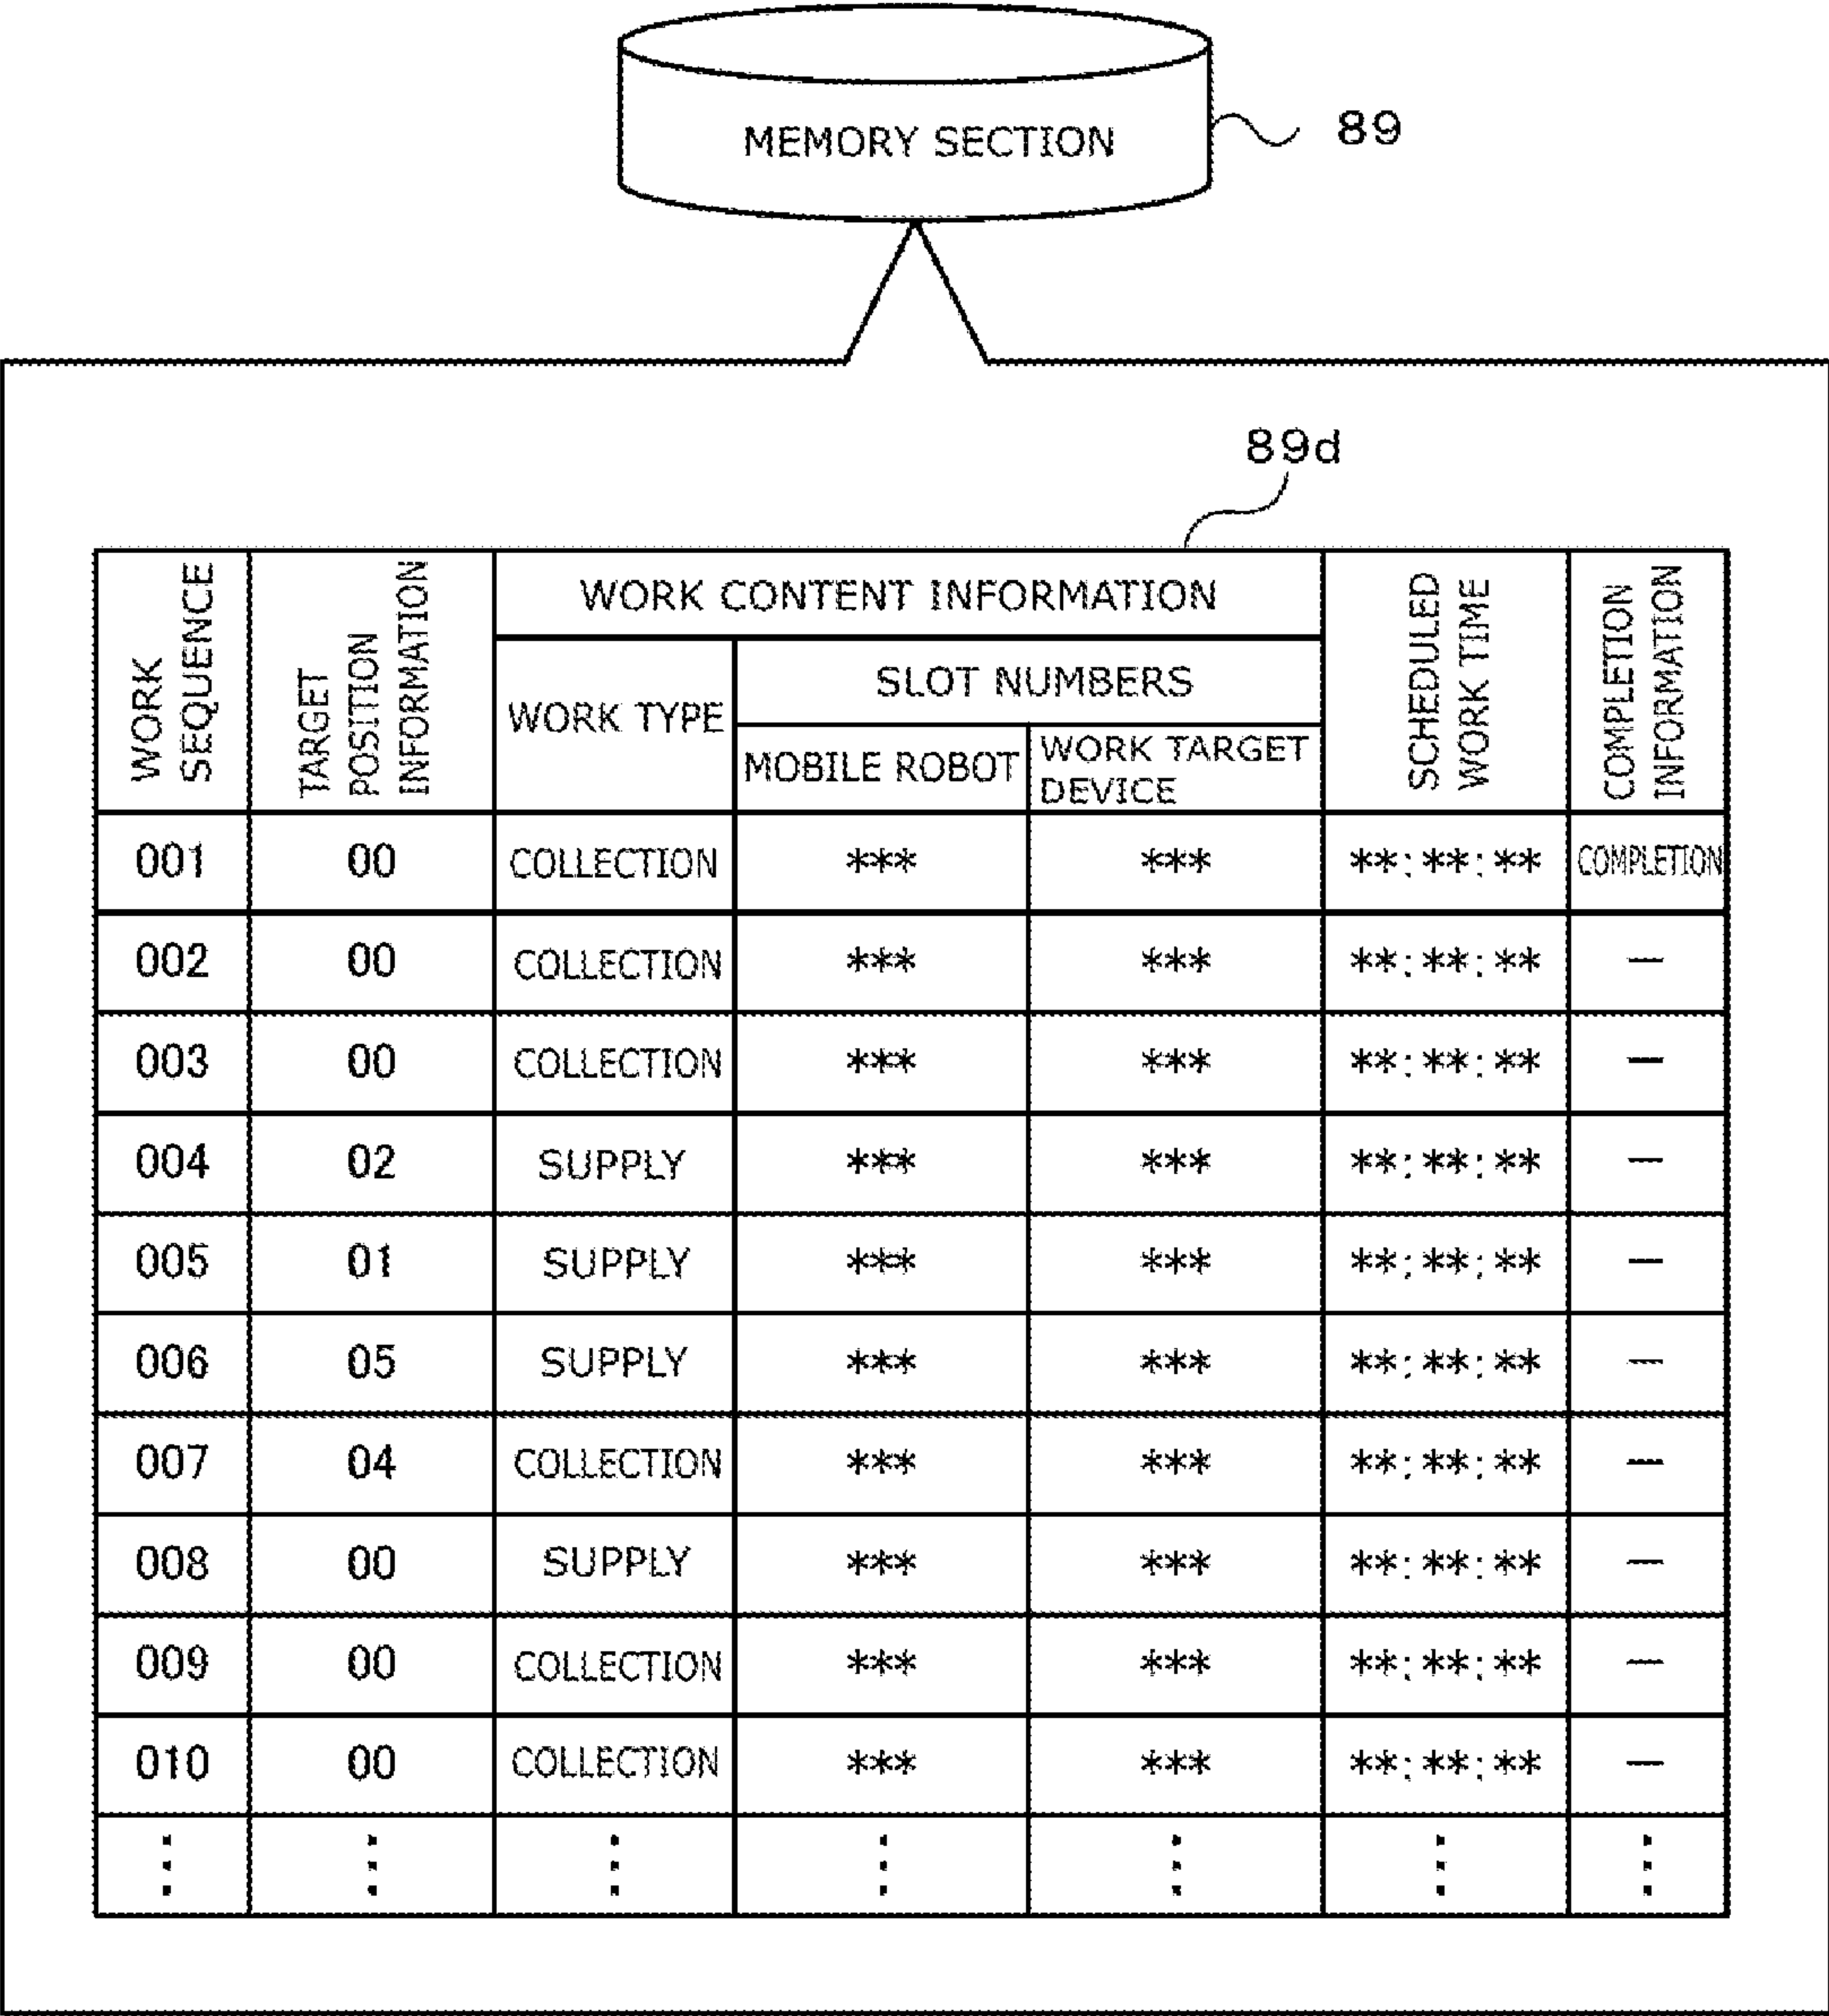 MEMORY SECTION
89
89d
WORK SEQUENCE
TARGET POSITION INFORMATION
WORK CONTENT INFORMATION
WORK TYPE
SLOT NUMBERS
MOBILE ROBOT
WORK TARGET DEVICE
SCHEDULED WORK TIME
COMPLETION INFORMATION
001 00 COLLECTION *** *** **:**:** COMPLETION
002 00 COLLECTION *** *** **:**:** —
003 00 COLLECTION *** *** **:**:** —
004 02 SUPPLY *** *** **:**:** —
005 01 SUPPLY *** *** **:**:** —
006 05 SUPPLY *** *** **:**:** —
007 04 COLLECTION *** *** **:**:** —
008 00 SUPPLY *** *** **:**:** —
009 00 COLLECTION *** *** **:**:** —
010 00 COLLECTION *** *** **:**:** —
⋮ ⋮ ⋮ ⋮ ⋮ ⋮ ⋮